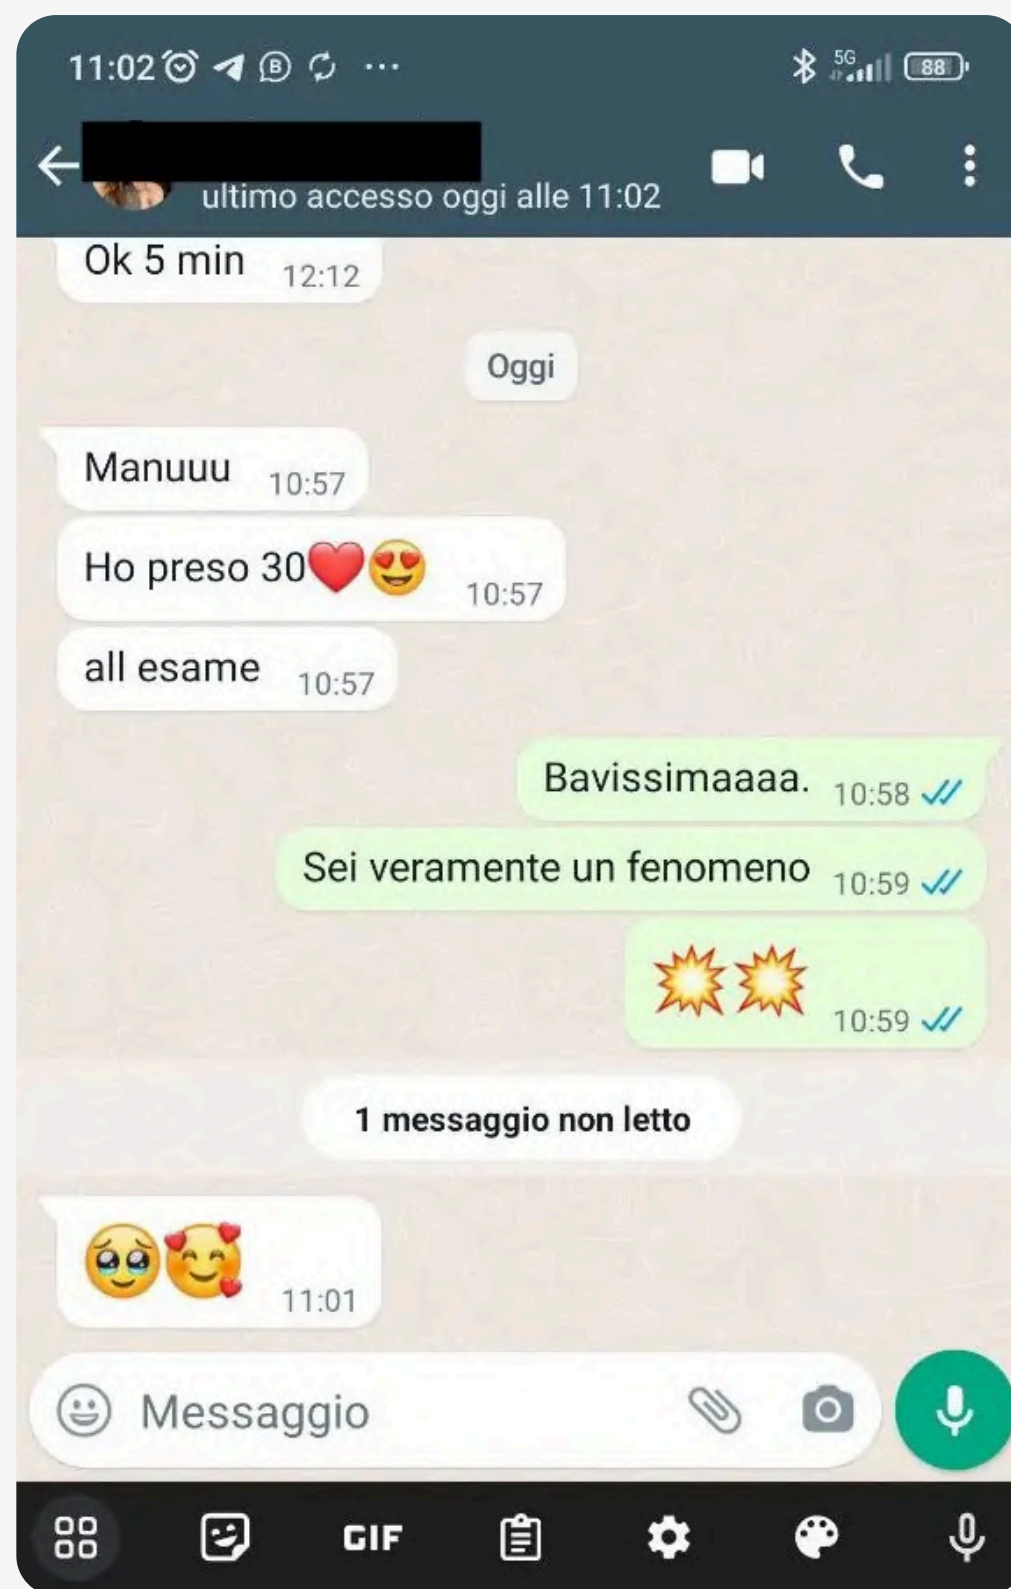 11:02 ... 5G 88
ultimo accesso oggi alle 11:02
Ok 5 min 12:12
Oggi
Manuuu 10:57
Ho preso 30❤️😍 10:57
all esame 10:57
Bavissimaaaa. 10:58
Sei veramente un fenomeno 10:59
💥💥 10:59
1 messaggio non letto
🥹🥰 11:01
Messaggio
GIF